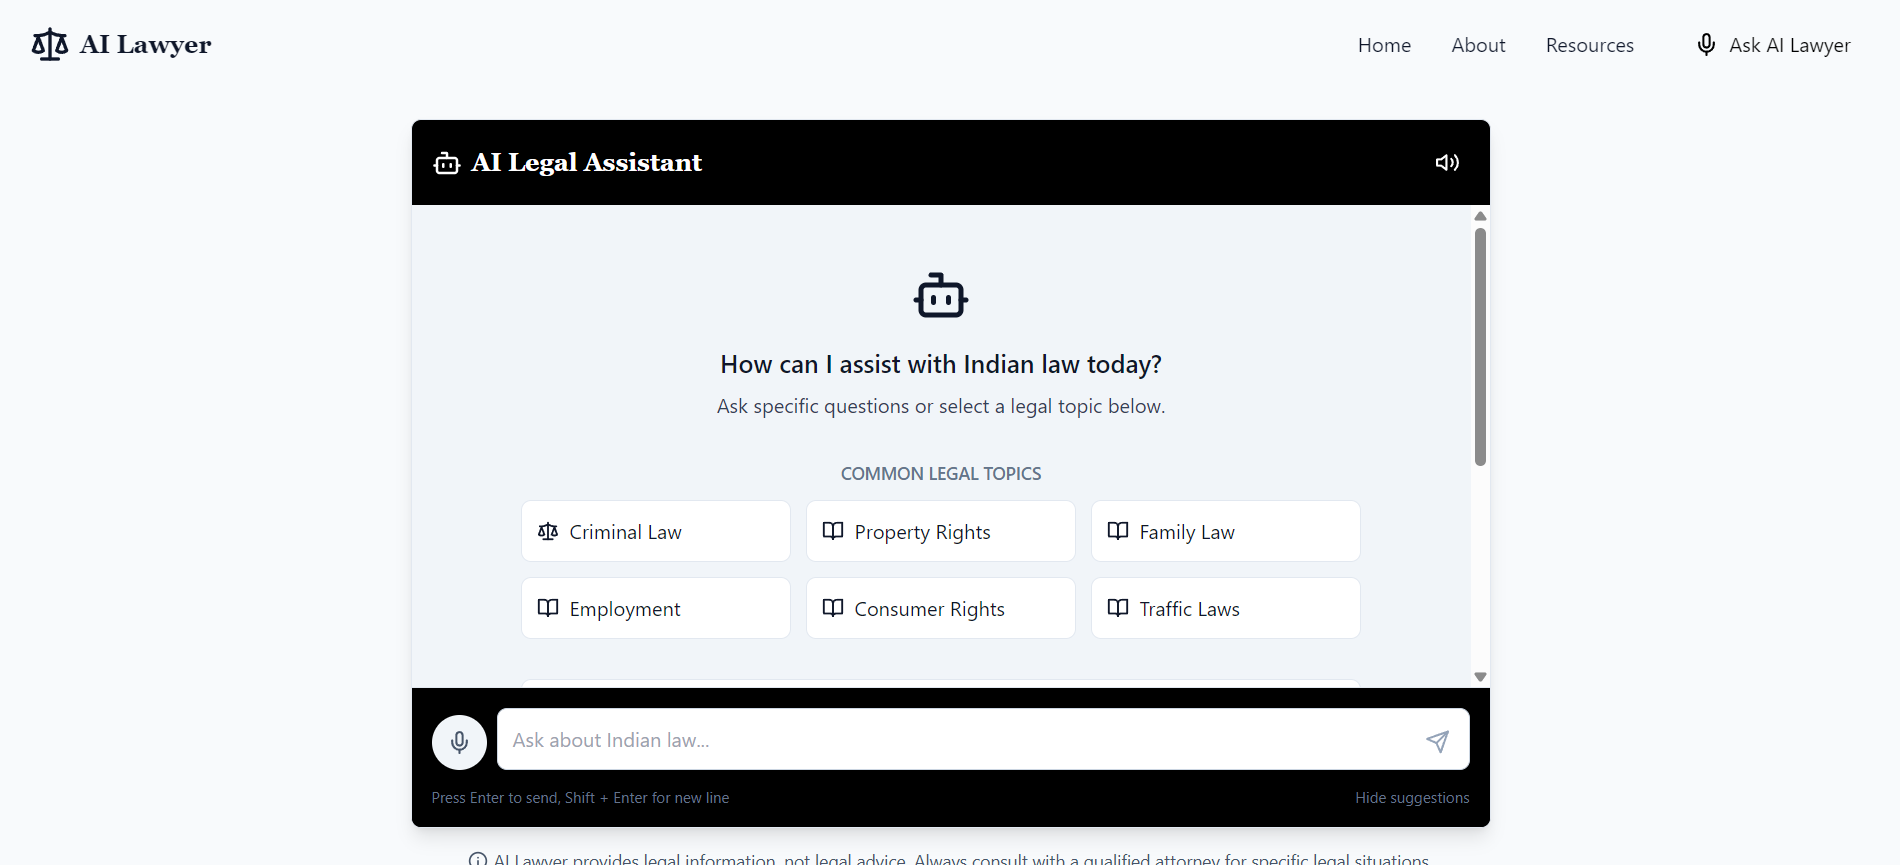 AI Lawyer
Home
About
Resources
Ask AI Lawyer
AI Legal Assistant
How can I assist with Indian law today?
Ask specific questions or select a legal topic below.
COMMON LEGAL TOPICS
Criminal Law
Property Rights
Family Law
Employment
Consumer Rights
Traffic Laws
Ask about Indian law...
Press Enter to send, Shift + Enter for new line
Hide suggestions
AI Lawyer provides legal information, not legal advice. Always consult with a qualified attorney for specific legal situations.